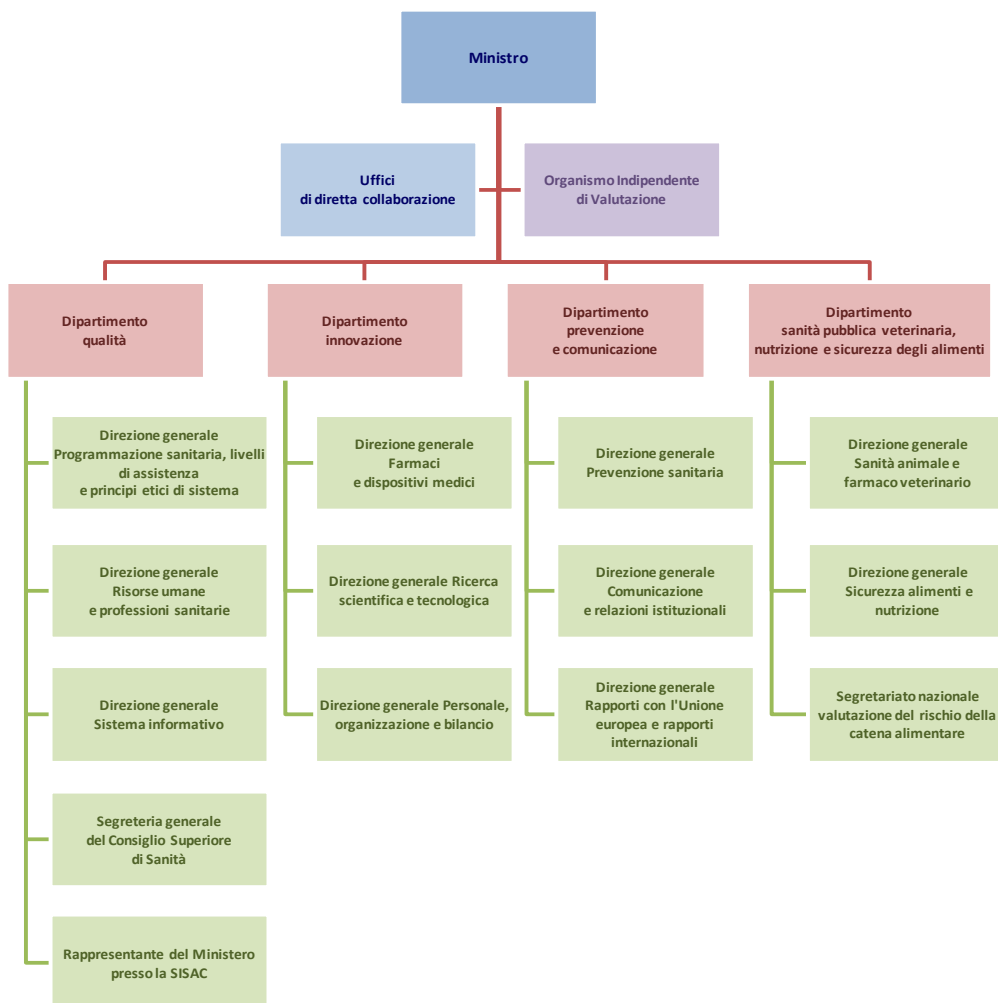 Ministro
Uffici
di diretta collaborazione
Organismo Indipendente
di Valutazione
Dipartimento
qualità
Dipartimento
innovazione
Dipartimento
prevenzione
e comunicazione
Dipartimento
sanità pubblica veterinaria,
nutrizione e sicurezza degli alimenti
Direzione generale
Programmazione sanitaria, livelli
di assistenza
e principi etici di sistema
Direzione generale
Farmaci
e dispositivi medici
Direzione generale
Prevenzione sanitaria
Direzione generale
Sanità animale e
farmaco veterinario
Direzione generale
Risorse umane
e professioni sanitarie
Direzione generale Ricerca
scientifica e tecnologica
Direzione generale
Comunicazione
e relazioni istituzionali
Direzione generale
Sicurezza alimenti e
nutrizione
Direzione generale
Sistema informativo
Direzione generale Personale,
organizzazione e bilancio
Direzione generale
Rapporti con l'Unione
europea e rapporti
internazionali
Segretariato nazionale
valutazione del rischio della
catena alimentare
Segreteria generale
del Consiglio Superiore
di Sanità
Rappresentante del Ministero
presso la SISAC